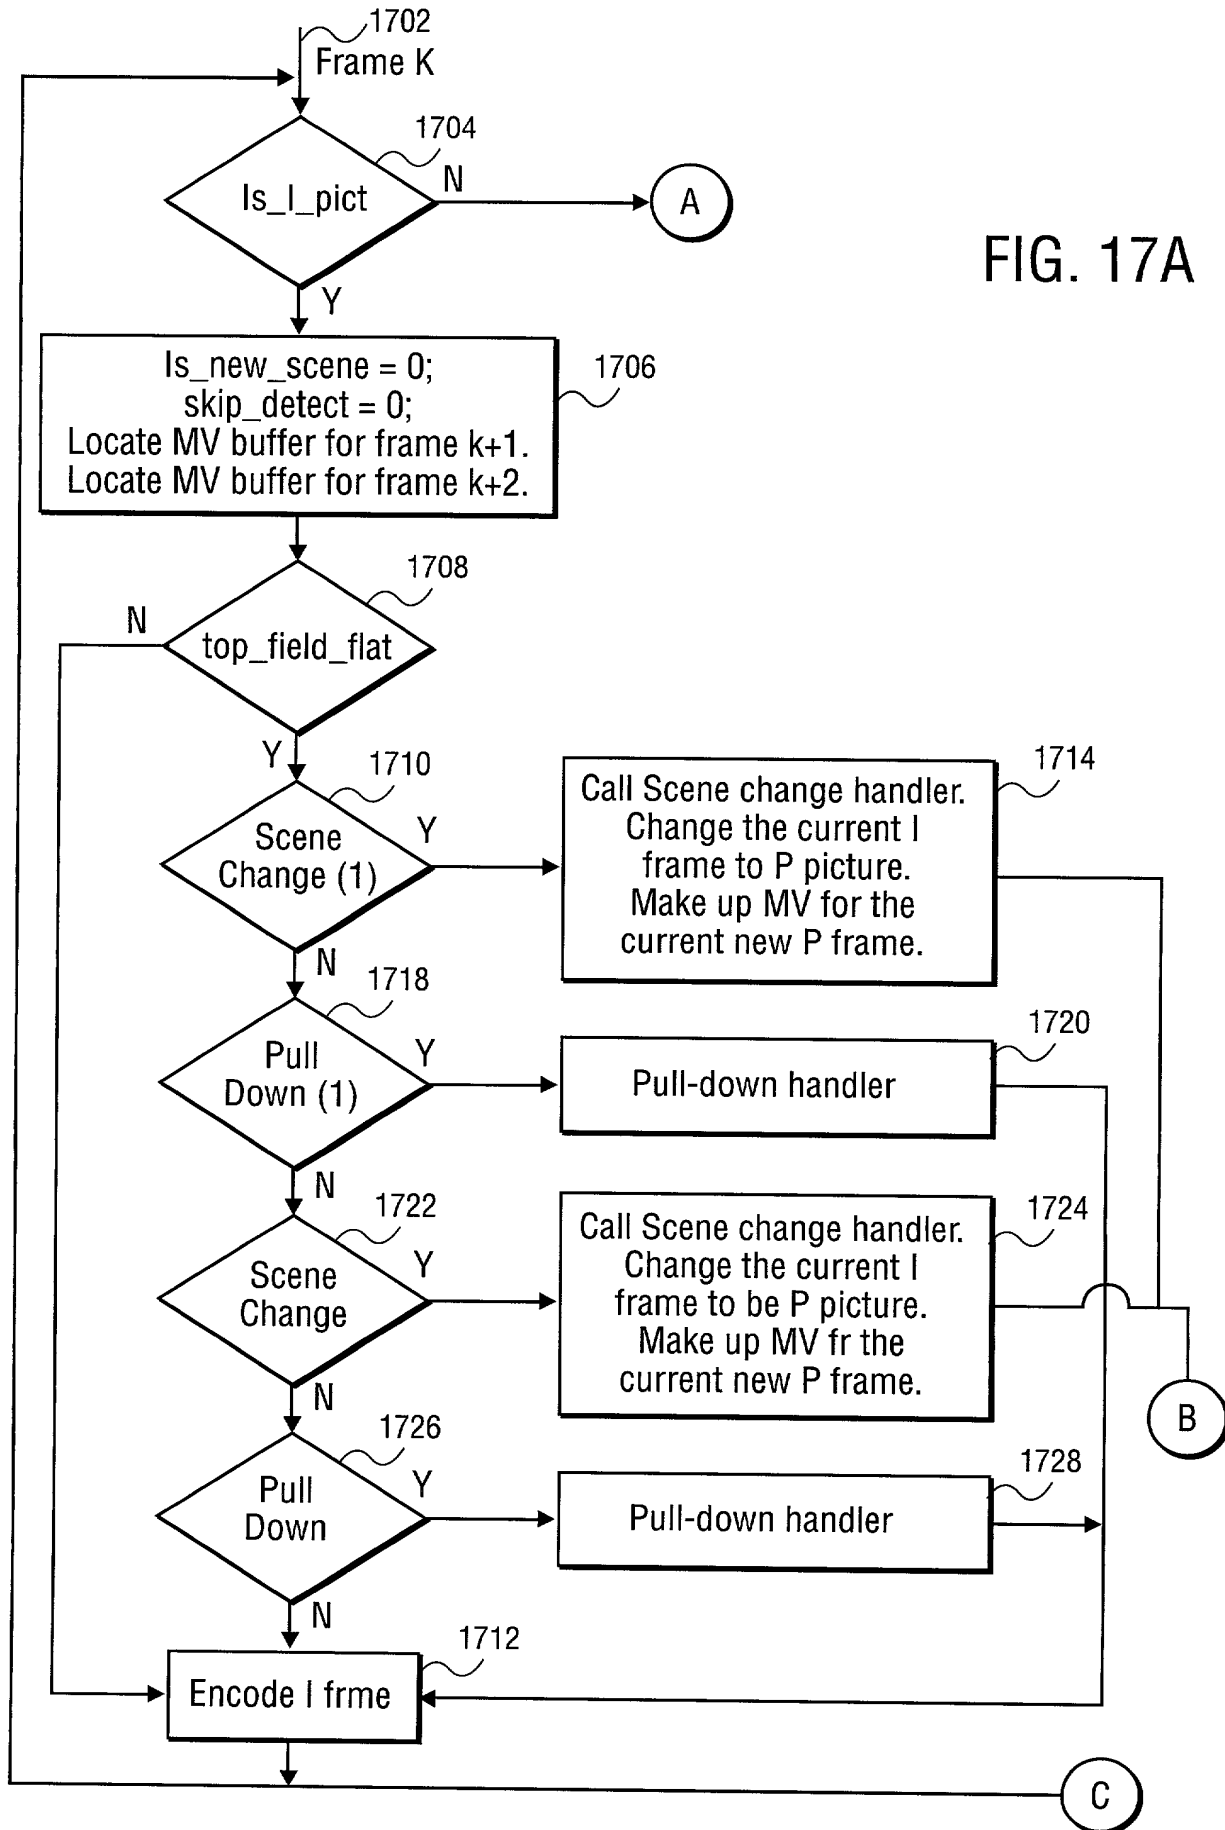 1702
Frame K
1704
Is_I_pict
N
A
FIG. 17A
Y
Is_new_scene = 0;
skip_detect = 0;
Locate MV buffer for frame k+1.
Locate MV buffer for frame k+2.
1706
1708
N
top_field_flat
Y
1710
Scene
Change (1)
Y
Call Scene change handler.
Change the current I
frame to P picture.
Make up MV for the
current new P frame.
1714
N
1718
Pull
Down (1)
Y
Pull-down handler
1720
N
1722
Scene
Change
Y
Call Scene change handler.
Change the current I
frame to be P picture.
Make up MV fr the
current new P frame.
1724
B
N
1726
Pull
Down
Y
Pull-down handler
1728
N
1712
Encode I frme
C